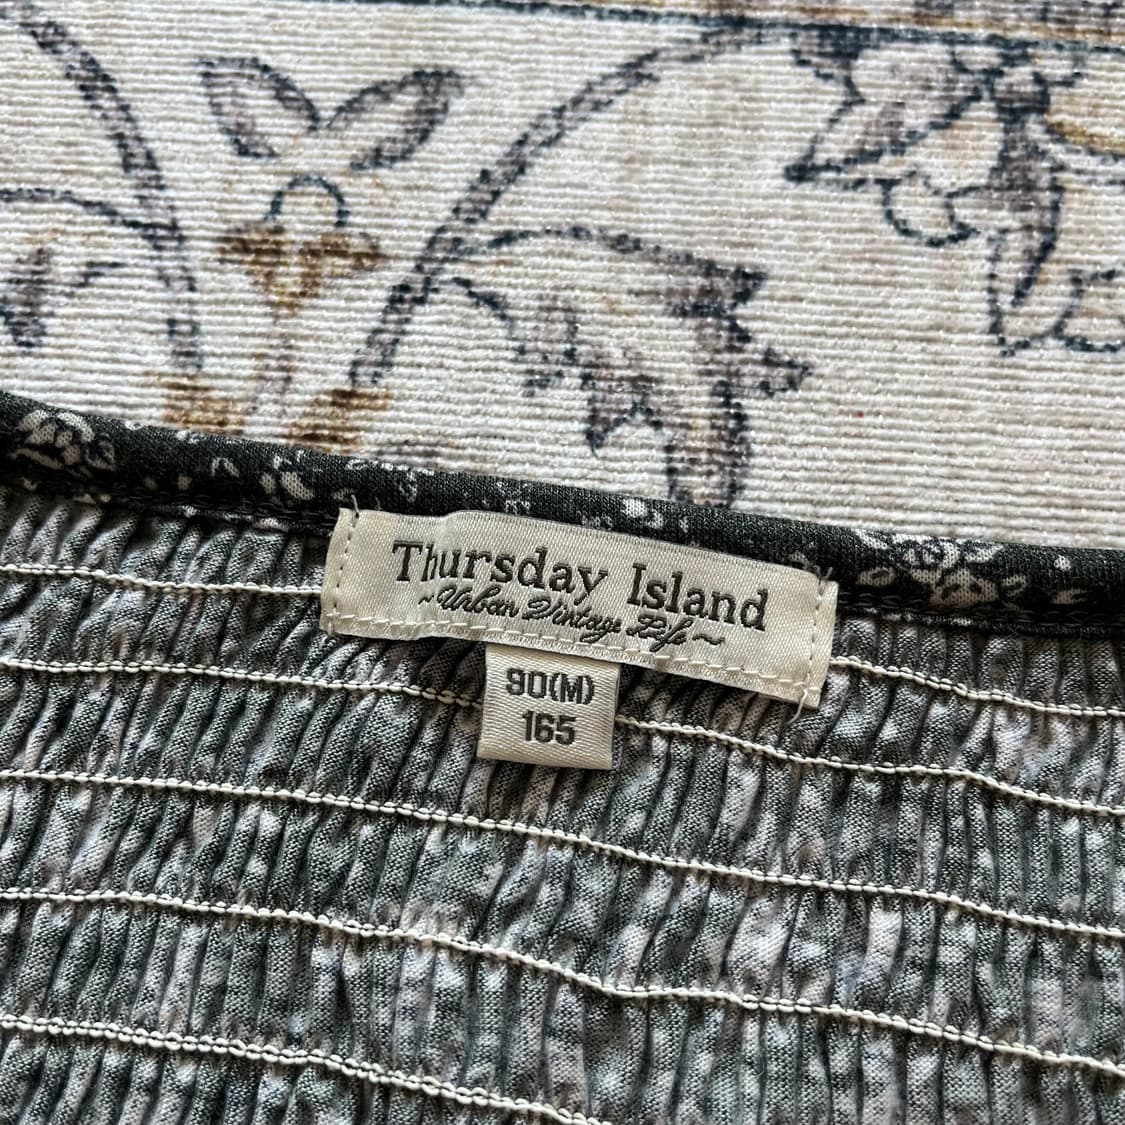 Thursday Island
~Urban Vintage Life~
90(M)
165